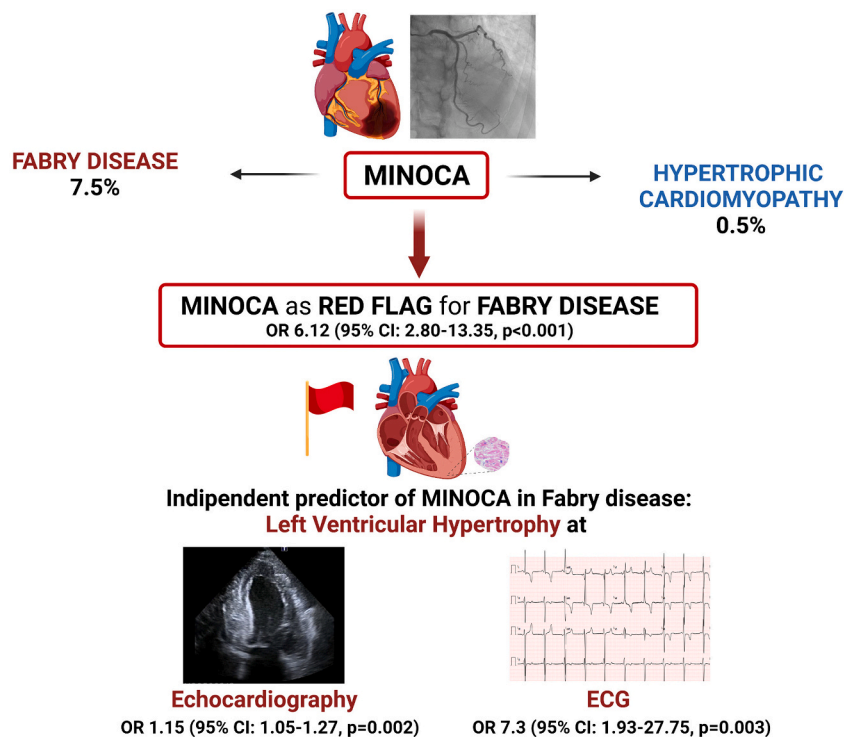 FABRY DISEASE
7.5%
MINOCA
HYPERTROPHIC
CARDIOMYOPATHY
0.5%
MINOCA as RED FLAG for FABRY DISEASE
OR 6.12 (95% CI: 2.80-13.35, p<0.001)
Indipendent predictor of MINOCA in Fabry disease:
Left Ventricular Hypertrophy at
Echocardiography
OR 1.15 (95% CI: 1.05-1.27, p=0.002)
ECG
OR 7.3 (95% CI: 1.93-27.75, p=0.003)